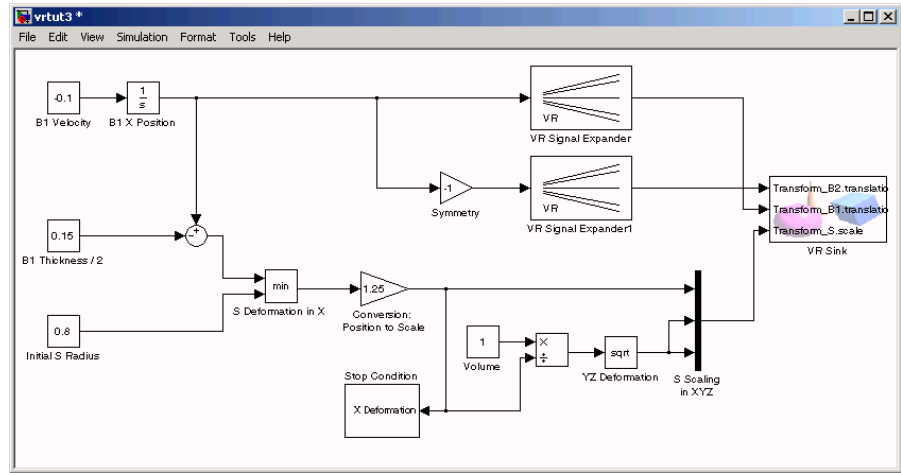 vrtut3 *
File Edit View Simulation Format Tools Help
-0.1
B1 Velocity
1
s
B1 X Position
VR
VR Signal Expander
-1
Symmetry
VR
VR Signal Expander1
Transform_B2.translatio
Transform_B1.translatio
Transform_S.scale
VR Sink
0.15
B1 Thickness / 2
- +
min
S Deformation in X
1.25
Conversion:
Position to Scale
0.8
Initial S Radius
1
Volume
×
÷
sqrt
YZ Deformation
S Scaling
in XYZ
Stop Condition
X Deformation